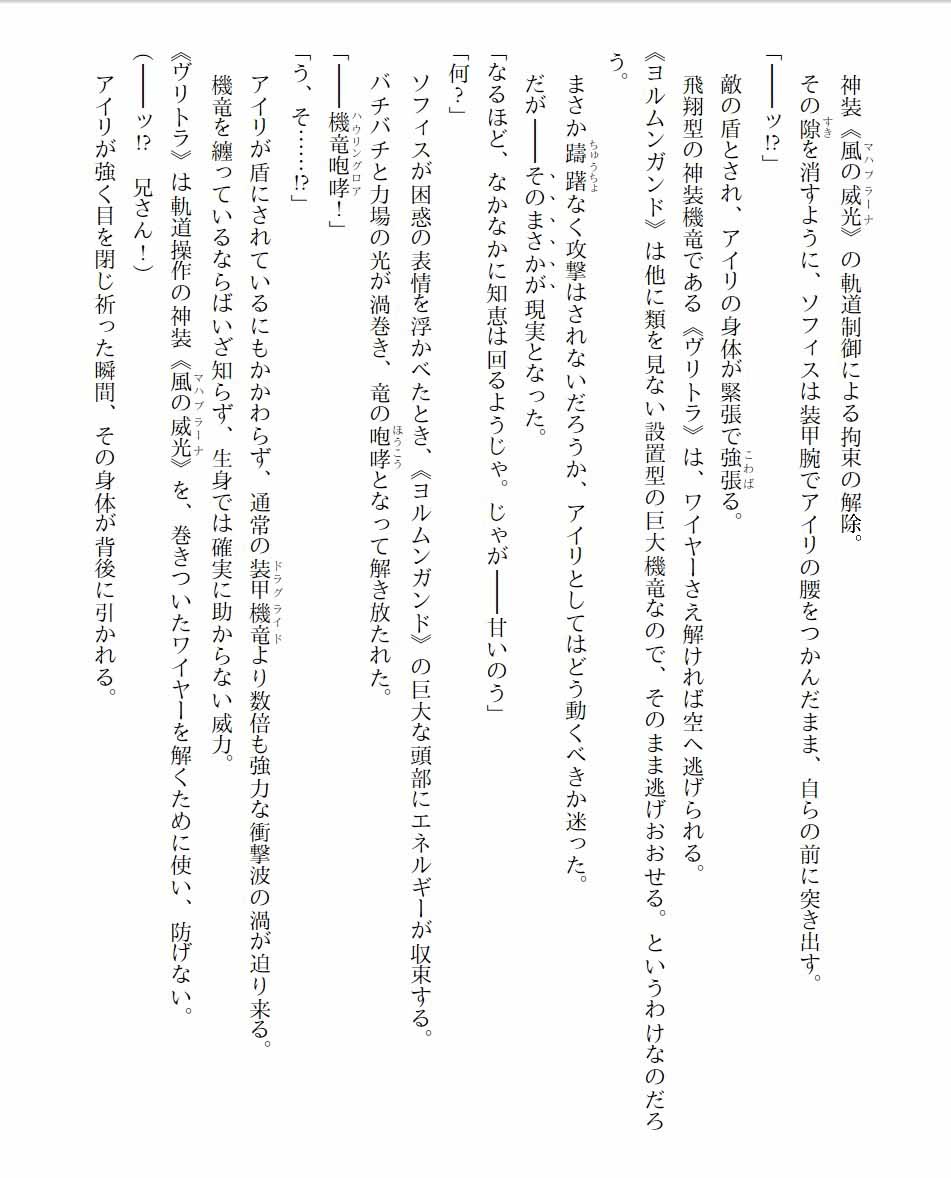 神装《風の威光》の軌道制御による拘束の解除。
その隙を消すように、ソフィスは装甲腕でアイリの腰をつかんだまま、自らの前に突き出す。
「――ッ!?」
敵の盾とされ、アイリの身体が緊張で強張る。
飛翔型の神装機竜である《ヴリトラ》は、ワイヤーさえ解ければ空へ逃げられる。
《ヨルムンガンド》は他に類を見ない設置型の巨大機竜なので、そのまま逃げおおせる。というわけなのだろ
う。
まさか躊躇なく攻撃はされないだろうか、アイリとしてはどう動くべきか迷った。
だが――そのまさかが現実となった。
「なるほど、なかなかに知恵は回るようじゃ。じゃが――甘いのう」
「何?」
ソフィスが困惑の表情を浮かべたとき、《ヨルムンガンド》の巨大な頭部にエネルギーが収束する。
バチバチと力場の光が渦巻き、竜の咆哮となって解き放たれた。
「――機竜咆哮!」
「う、そ……!?」
アイリが盾にされているにもかかわらず、通常の装甲機竜より数倍も強力な衝撃波の渦が迫り来る。
機竜を纏っているならばいざ知らず、生身では確実に助からない威力。
《ヴリトラ》は軌道操作の神装《風の威光》を、巻きついたワイヤーを解くために使い、防げない。
(――ッ!? 兄さん!)
アイリが強く目を閉じ祈った瞬間、その身体が背後に引かれる。